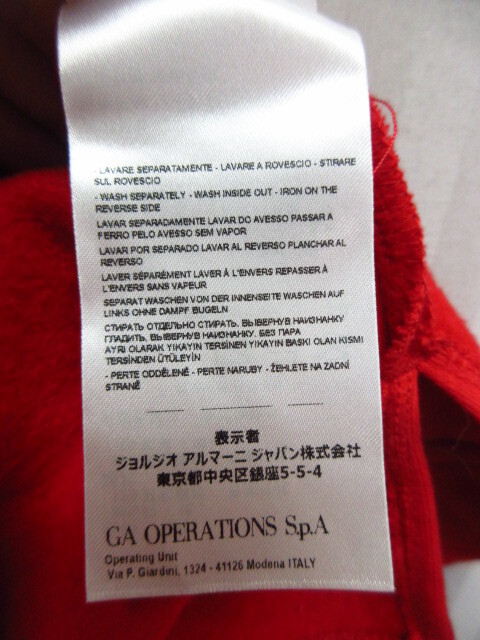 - LAVARE SEPARATAMENTE - LAVARE A ROVESCIO - STIRARE
SUL ROVESCIO
- WASH SEPARATELY - WASH INSIDE OUT - IRON ON THE
REVERSE SIDE
LAVAR SEPARADAMENTE LAVAR DO AVESSO PASSAR A
FERRO PELO AVESSO SEM VAPOR
LAVAR POR SEPARADO LAVAR AL REVERSO PLANCHAR AL
REVERSO
LAVER SÉPARÉMENT LAVER À L'ENVERS REPASSER À
L'ENVERS SANS VAPEUR
SEPARAT WASCHEN VON DER INNENSEITE WASCHEN AUF
LINKS OHNE DAMPF BUGELN
СТИРАТЬ ОТДЕЛЬНО СТИРАТЬ, ВЫВЕРНУВ НАИЗНАНКУ
ГЛАДИТЬ, ВЫВЕРНУВ НАИЗНАНКУ, БЕЗ ПАРА
AYRI OLARAK YIKAYIN TERSINEN YIKAYIN BASKI OLAN KISMI
TERSİNDEN ÜTÜLEYİN
- PERTE ODDĚLENĚ - PERTE NARUBY - ŽEHLETE NA ZADNÍ
STRANĚ
表示者
ジョルジオ アルマーニ ジャパン株式会社
東京都中央区銀座5-5-4
GA OPERATIONS S.p.A
Operating Unit
Via P. Giardini, 1324 - 41126 Modena ITALY